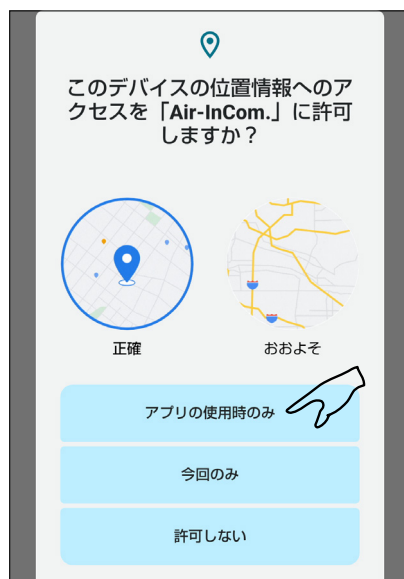 このデバイスの位置情報へのア
クセスを「Air-InCom.」に許可
しますか？
正確
おおよそ
アプリの使用時のみ
今回のみ
許可しない